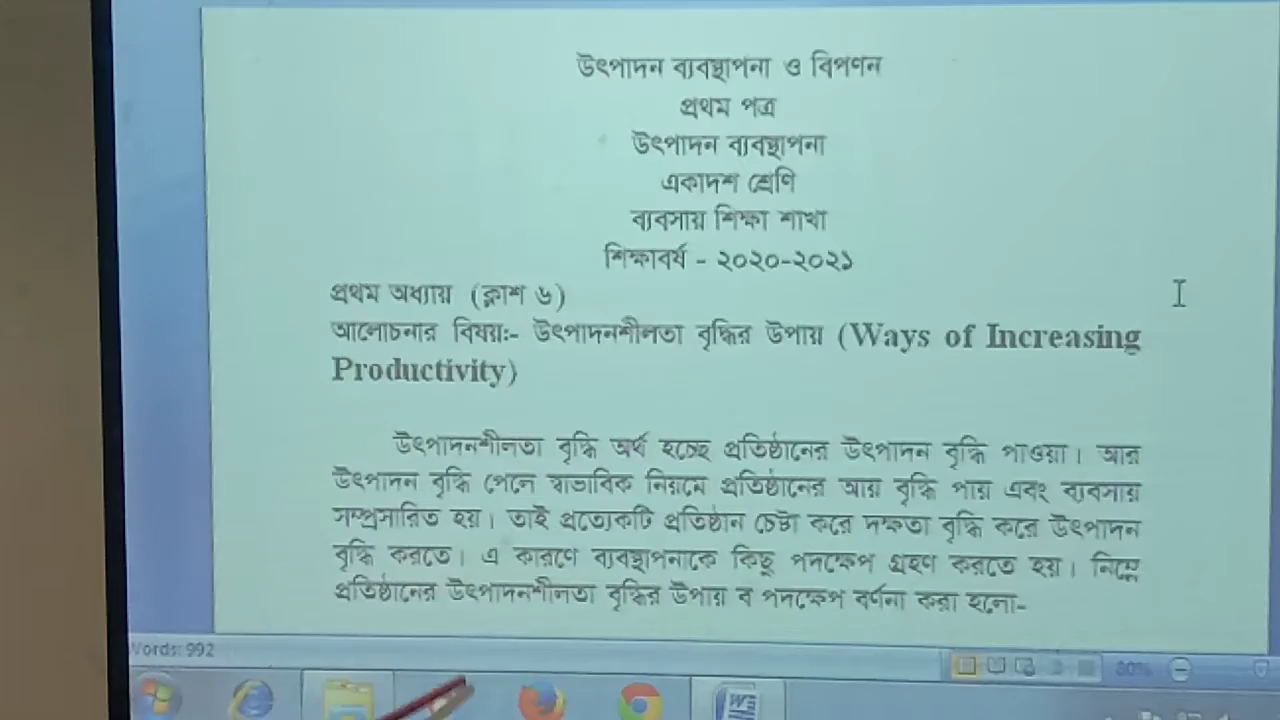 উৎপাদন ব্যবস্থাপনা ও বিপণন
প্রথম পত্র
উৎপাদন ব্যবস্থাপনা
একাদশ শ্রেণি
ব্যবসায় শিক্ষা শাখা
শিক্ষাবর্ষ - ২০২০-২০২১
প্রথম অধ্যায় (ক্লাশ ৬)
আলোচনার বিষয়ঃ- উৎপাদনশীলতা বৃদ্ধির উপায় (Ways of Increasing
Productivity)
উৎপাদনশীলতা বৃদ্ধি অর্থ হচ্ছে প্রতিষ্ঠানের উৎপাদন বৃদ্ধি পাওয়া। আর
উৎপাদন বৃদ্ধি পেলে স্বাভাবিক নিয়মে প্রতিষ্ঠানের আয় বৃদ্ধি পায় এবং ব্যবসায়
সম্প্রসারিত হয়। তাই প্রত্যেকটি প্রতিষ্ঠান চেষ্টা করে দক্ষতা বৃদ্ধি করে উৎপাদন
বৃদ্ধি করতে। এ কারণে ব্যবস্থাপনাকে কিছু পদক্ষেপ গ্রহণ করতে হয়। নিম্নে
প্রতিষ্ঠানের উৎপাদনশীলতা বৃদ্ধির উপায় ব পদক্ষেপ বর্ণনা করা হলো-
Words: 992
80%